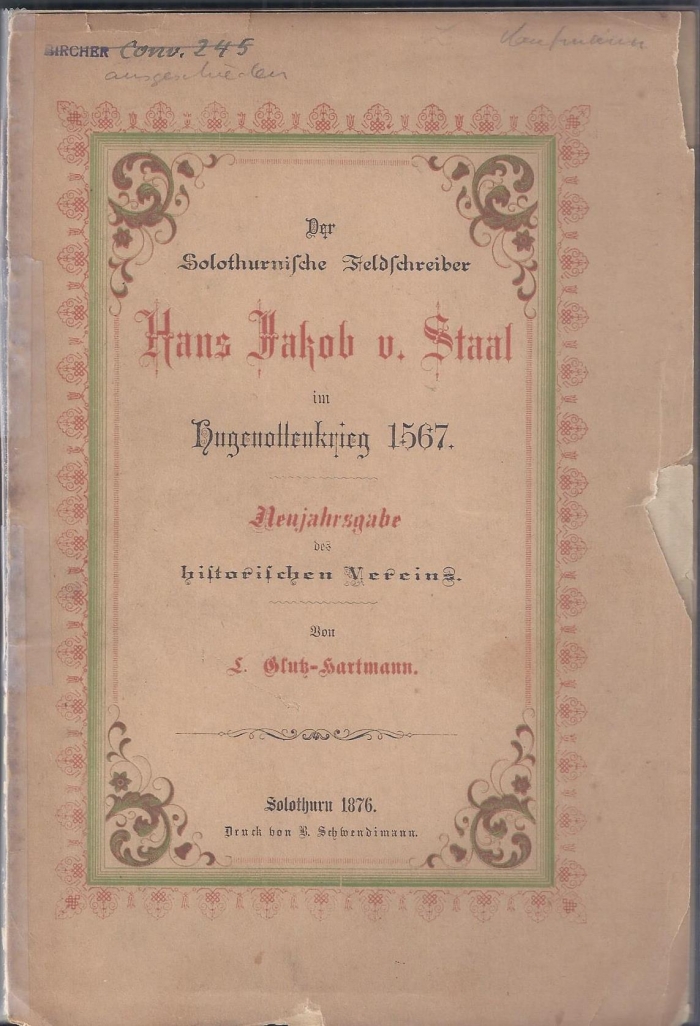 BIRCHER Conv. 245
ausgeschieden
Kaufmann
Der
Solothurnische Feldschreiber
Hans Jakob v. Staal
im
Hugenottenkrieg 1567.
Neujahrsgabe
des
historischen Vereins.
Von
L. Glutz-Hartmann.
Solothurn 1876.
Druck von B. Schwendimann.